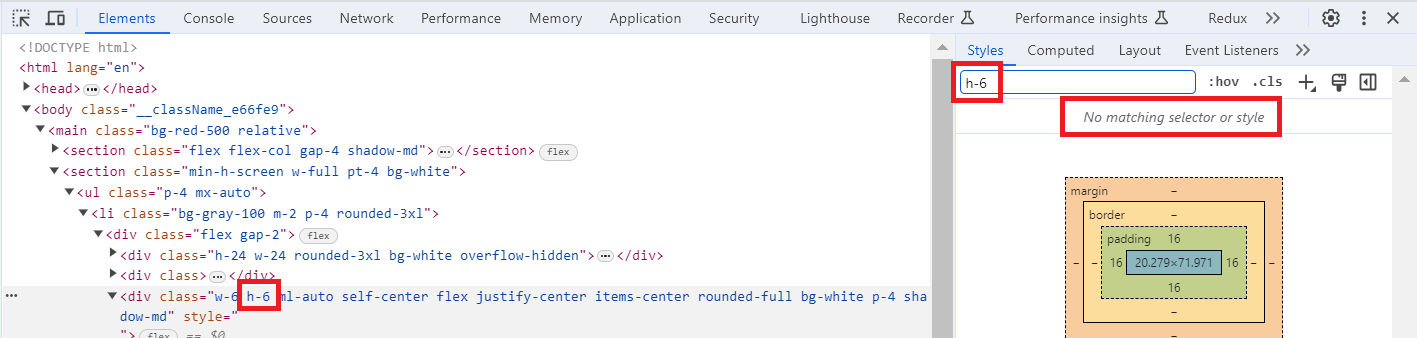 Elements Console Sources Network Performance Memory Application Security Lighthouse Recorder Performance insights Redux
<!DOCTYPE html>
<html lang="en">
<head> … </head>
<body class="__className_e66fe9">
<main class="bg-red-500 relative">
<section class="flex flex-col gap-4 shadow-md"> … </section> flex
<section class="min-h-screen w-full pt-4 bg-white">
<ul class="p-4 mx-auto">
<li class="bg-gray-100 m-2 p-4 rounded-3xl">
<div class="flex gap-2"> flex
<div class="h-24 w-24 rounded-3xl bg-white overflow-hidden"> … </div>
<div class> … </div>
… <div class="w-6 h-6 ml-auto self-center flex justify-center items-center rounded-full bg-white p-4 sha
dow-md" style="
"> flex == $0
Styles Computed Layout Event Listeners
h-6 :hov .cls
No matching selector or style
margin –
border –
padding 16
– – 16 20.279×71.971 16 – –
16
–
–